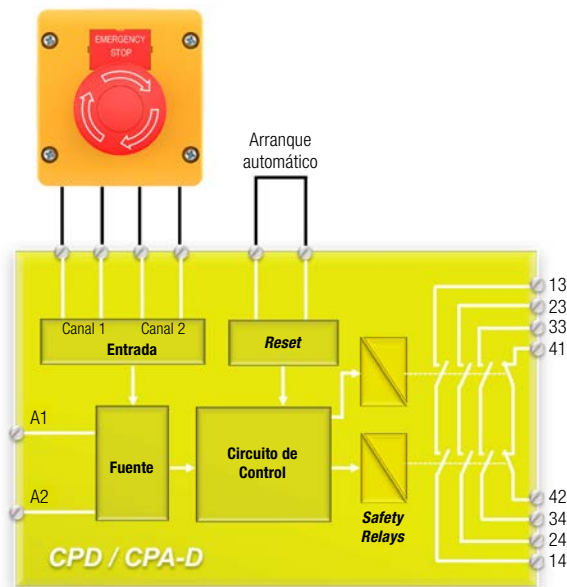 EMERGENCY
STOP
Arranque
automático
13
23
33
41
Canal 1
Canal 2
Entrada
Reset
A1
Fuente
Circuito de
Control
A2
Safety
Relays
42
34
24
14
CPD / CPA-D